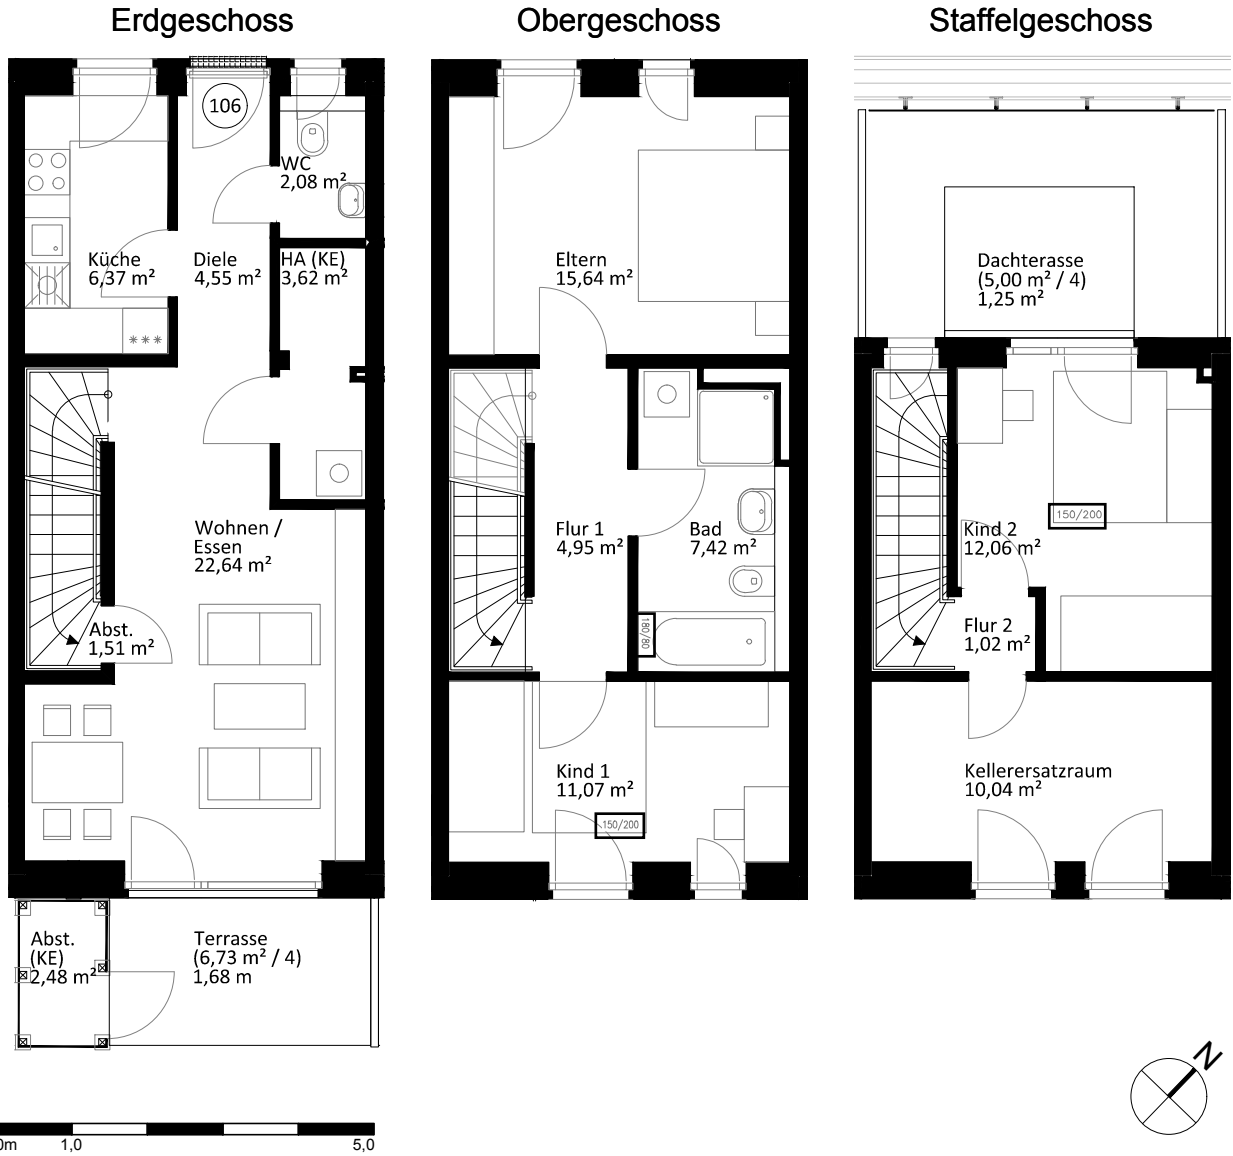 Erdgeschoss
Obergeschoss
Staffelgeschoss
106
WC
2,08 m²
Küche
6,37 m²
Diele
4,55 m²
HA (KE)
3,62 m²
***
Wohnen /
Essen
22,64 m²
Abst.
1,51 m²
Abst.
(KE)
2,48 m²
Terrasse
(6,73 m² / 4)
1,68 m
Eltern
15,64 m²
Flur 1
4,95 m²
Bad
7,42 m²
180/80
Kind 1
11,07 m²
150/200
Dachterasse
(5,00 m² / 4)
1,25 m²
150/200
Kind 2
12,06 m²
Flur 2
1,02 m²
Kellerersatzraum
10,04 m²
N
0m
1,0
5,0